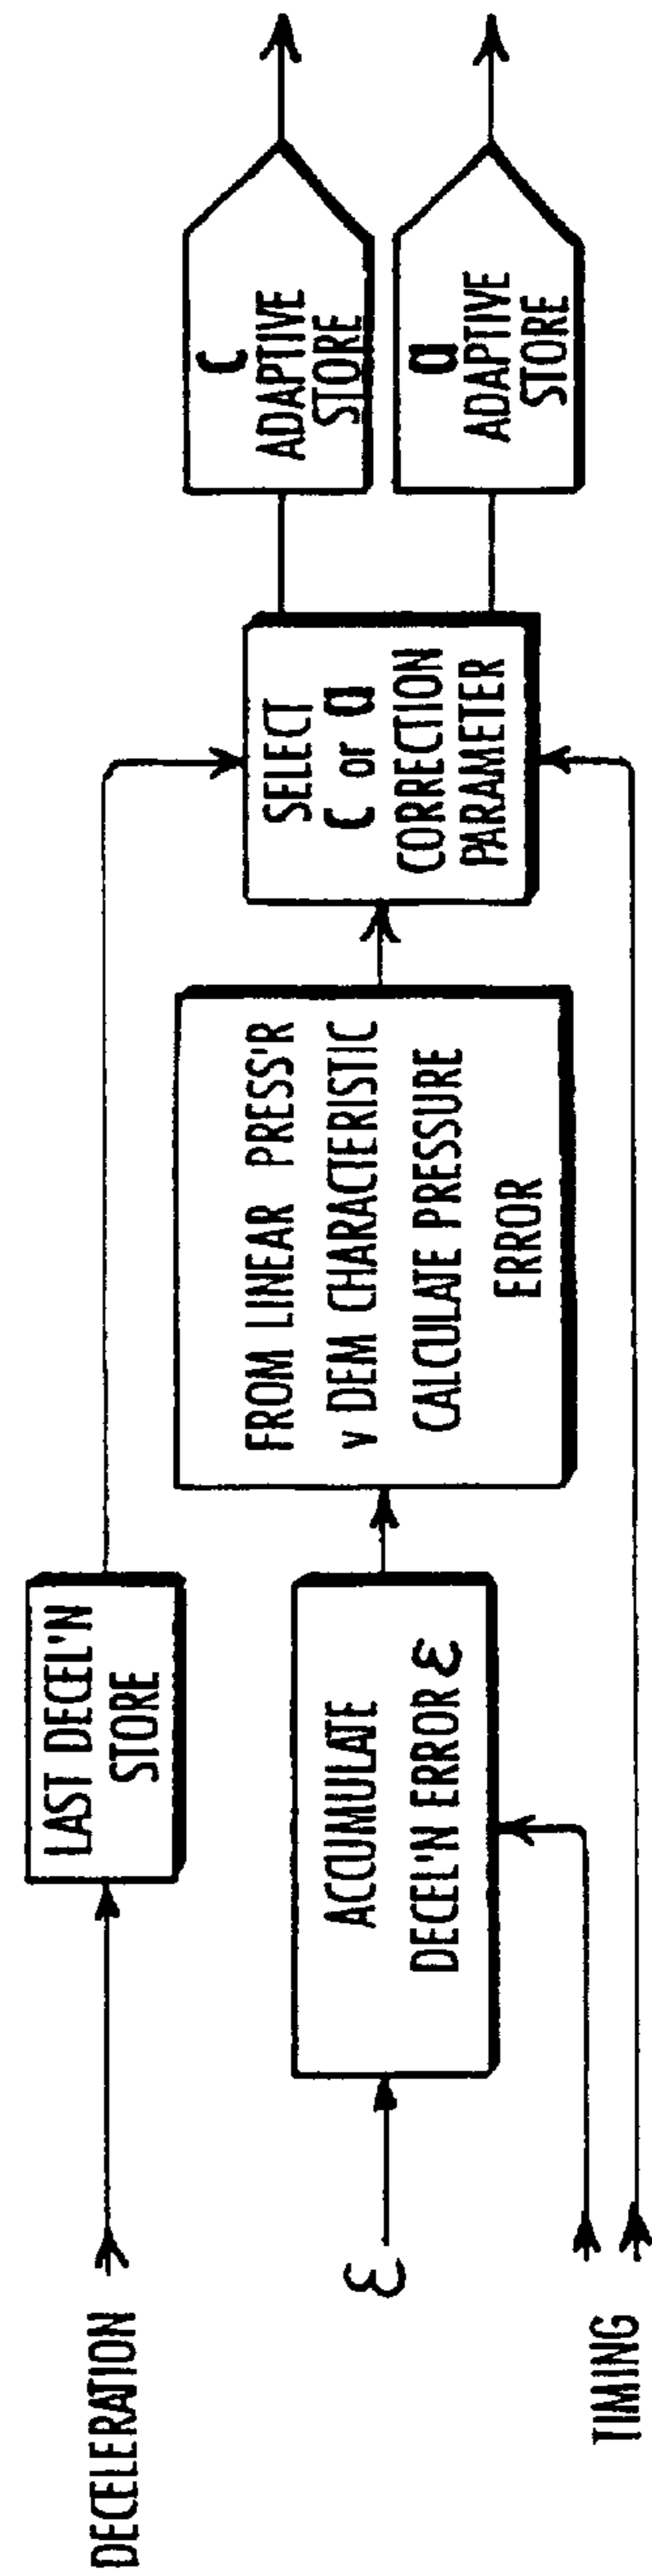 DECELERATION
LAST DECEL'N
STORE
ε
ACCUMULATE
DECEL'N ERROR ε
TIMING
FROM LINEAR PRESS'R
v DEM CHARACTERISTIC
CALCULATE PRESSURE
ERROR
SELECT
C or a
CORRECTION
PARAMETER
C
ADAPTIVE
STORE
a
ADAPTIVE
STORE